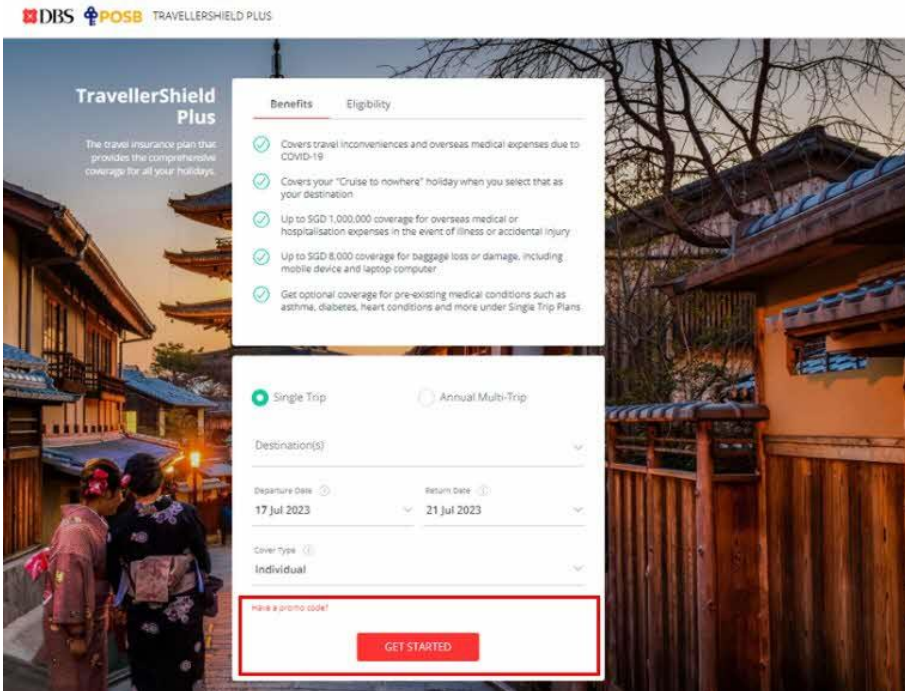 DBS POSB TRAVELLERSHIELD PLUS
TravellerShield
Plus
The travel insurance plan that
provides the comprehensive
coverage for all your holidays.
Benefits Eligibility
Covers travel inconveniences and overseas medical expenses due to
COVID-19
Covers your "Cruise to nowhere" holiday when you select that as
your destination
Up to SGD 1,000,000 coverage for overseas medical or
hospitalisation expenses in the event of illness or accidental injury
Up to SGD 8,000 coverage for baggage loss or damage, including
mobile device and laptop computer
Get optional coverage for pre-existing medical conditions such as
asthma, diabetes, heart conditions and more under Single Trip Plans
Single Trip Annual Multi-Trip
Destination(s)
Departure Date Return Date
17 Jul 2023 21 Jul 2023
Cover Type
Individual
Have a promo code?
GET STARTED